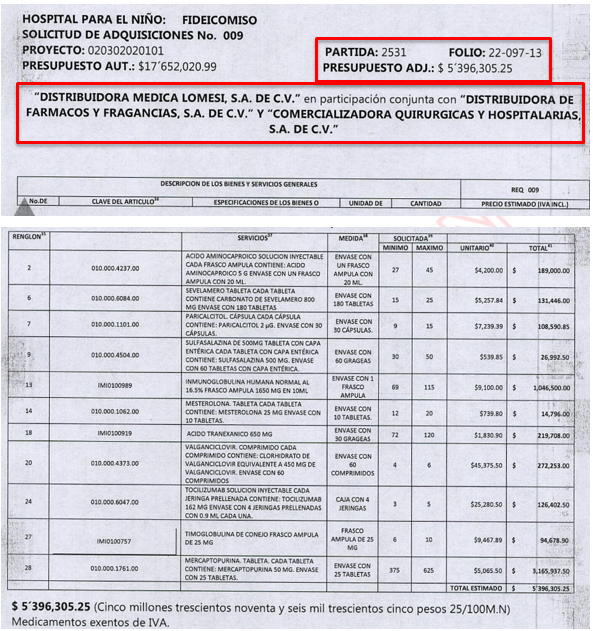 HOSPITAL PARA EL NIÑO: FIDEICOMISO
SOLICITUD DE ADQUISICIONES No. 009
PROYECTO: 020302020101
PRESUPUESTO AUT.: $17´652,020.99
PARTIDA: 2531 FOLIO: 22-097-13
PRESUPUESTO ADJ.: $ 5´396,305.25
"DISTRIBUIDORA MEDICA LOMESI, S.A. DE C.V." en participación conjunta con "DISTRIBUIDORA DE
FARMACOS Y FRAGANCIAS, S.A. DE C.V." Y "COMERCIALIZADORA QUIRURGICAS Y HOSPITALARIAS,
S.A. DE C.V."
DESCRIPCION DE LOS BIENES Y SERVICIOS GENERALES REQ 009
No.DE CLAVE DEL ARTICULO³⁶ ESPECIFICACIONES DE LOS BIENES O UNIDAD DE CANTIDAD PRECIO ESTIMADO (IVA INCL.)
RENGLON³⁵ SERVICIOS³⁷ MEDIDA³⁸ SOLICITADA³⁹
MINIMO MAXIMO UNITARIO⁴⁰ TOTAL⁴¹
2 010.000.4237.00 ACIDO AMINOCAPROICO SOLUCION INYECTABLE CADA FRASCO AMPULA CONTIENE: ACIDO AMINOCAPROICO 5 G ENVASE CON UN FRASCO AMPULA CON 20 ML. ENVASE CON UN FRASCO AMPULA CON 20 ML. 27 45 $4,200.00 $ 189,000.00
6 010.000.6084.00 SEVELAMERO TABLETA CADA TABLETA CONTIENE CARBONATO DE SEVELAMERO 800 MG ENVASE CON 180 TABLETAS ENVASE CON 180 TABLETAS 15 25 $5,257.84 $ 131,446.00
7 010.000.1101.00 PARICALCITOL. CÁPSULA CADA CÁPSULA CONTIENE: PARICALCITOL 2 µG. ENVASE CON 30 CÁPSULAS. ENVASE CON 30 CÁPSULAS. 9 15 $7,239.39 $ 108,590.85
9 010.000.4504.00 SULFASALAZINA DE 500MG TABLETA CON CAPA ENTÉRICA CADA TABLETA CON CAPA ENTÉRICA CONTIENE: SULFASALAZINA 500 MG. ENVASE CON 60 TABLETAS CON CAPA ENTÉRICA. ENVASE CON 60 GRAGEAS 30 50 $539.85 $ 26,992.50
13 IMI0100989 INMUNOGLOBULINA HUMANA NORMAL AL 16.5% FRASCO AMPULA 1650 MG EN 10ML ENVASE CON 1 FRASCO AMPULA 69 115 $9,100.00 $ 1,046,500.00
14 010.000.1062.00 MESTEROLONA. TABLETA CADA TABLETA CONTIENE: MESTEROLONA 25 MG ENVASE CON 10 TABLETAS. ENVASE CON 10 TABLETAS. 12 20 $739.80 $ 14,796.00
18 IMI0100919 ACIDO TRANEXANICO 650 MG ENVASE CON 30 GRAGEAS 72 120 $1,830.90 $ 219,708.00
20 010.000.4373.00 VALGANCICLOVIR. COMPRIMIDO CADA COMPRIMIDO CONTIENE: CLORHIDRATO DE VALGANCICLOVIR EQUIVALENTE A 450 MG DE VALGANCICLOVIR. ENVASE CON 60 COMPRIMIDOS ENVASE CON 60 COMPRIMIDOS 4 6 $45,375.50 $ 272,253.00
24 010.000.6047.00 TOCILIZUMAB SOLUCION INYECTABLE CADA JERINGA PRELLENADA CONTIENE: TOCILIZUMAB 162 MG ENVASE CON 4 JERINGAS PRELLENADAS CON 0.9 ML CADA UNA. CAJA CON 4 JERINGAS 3 5 $25,280.50 $ 126,402.50
27 IMI0100757 TIMOGLOBULINA DE CONEJO FRASCO AMPULA DE 25 MG FRASCO AMPULA DE 25 MG 6 10 $9,467.89 $ 94,678.90
28 010.000.1761.00 MERCAPTOPURINA. TABLETA. CADA TABLETA CONTIENE: MERCAPTOPURINA 50 MG. ENVASE CON 25 TABLETAS. ENVASE CON 25 TABLETAS 375 625 $5,065.50 $ 3,165,937.50
TOTAL ESTIMADO $ 5´396,305.25
$ 5´396,305.25 (Cinco millones trescientos noventa y seis mil trescientos cinco pesos 25/100M.N)
Medicamentos exentos de IVA.